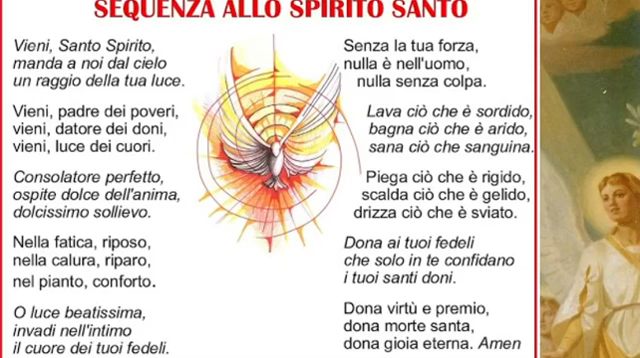 SEQUENZA ALLO SPIRITO SANTO
Vieni, Santo Spirito,
manda a noi dal cielo
un raggio della tua luce.
Vieni, padre dei poveri,
vieni, datore dei doni,
vieni, luce dei cuori.
Consolatore perfetto,
ospite dolce dell'anima,
dolcissimo sollievo.
Nella fatica, riposo,
nella calura, riparo,
nel pianto, conforto.
O luce beatissima,
invadi nell'intimo
il cuore dei tuoi fedeli.
Senza la tua forza,
nulla è nell'uomo,
nulla senza colpa.
Lava ciò che è sordido,
bagna ciò che è arido,
sana ciò che sanguina.
Piega ciò che è rigido,
scalda ciò che è gelido,
drizza ciò che è sviato.
Dona ai tuoi fedeli
che solo in te confidano
i tuoi santi doni.
Dona virtù e premio,
dona morte santa,
dona gioia eterna. Amen